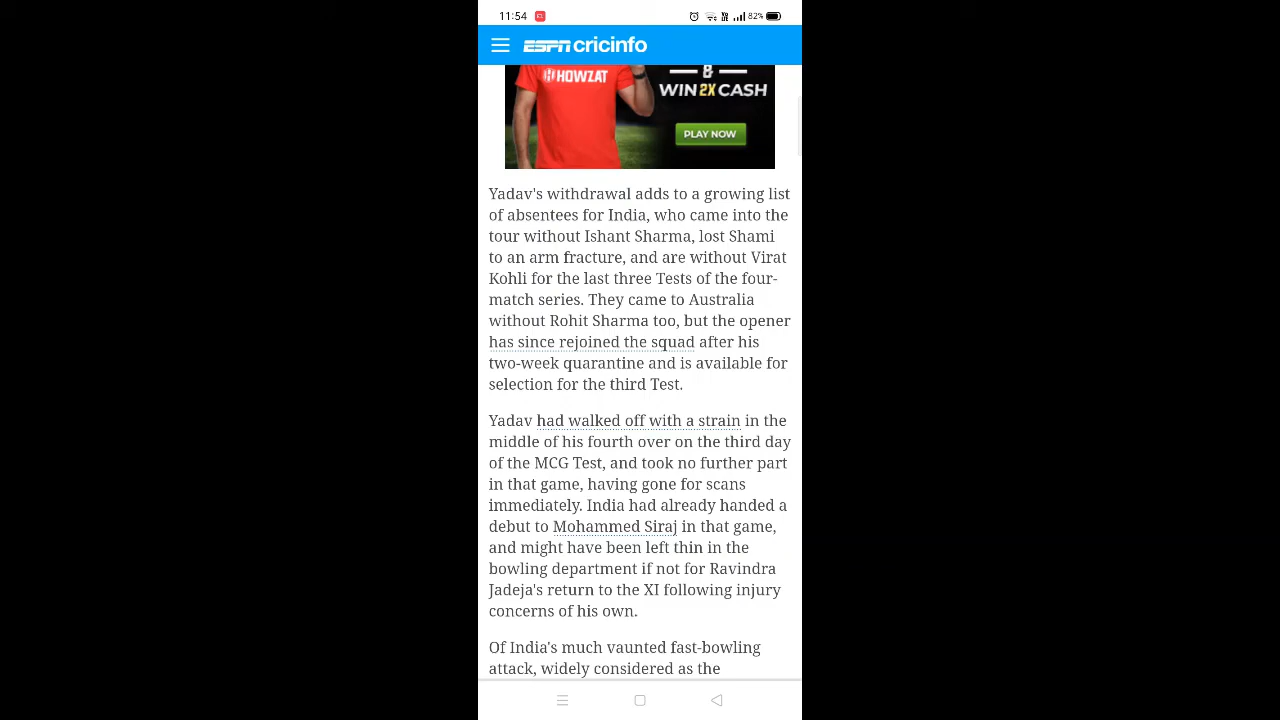 11:54
82%
ESPN cricinfo
HOWZAT
&
WIN 2X CASH
PLAY NOW
Yadav's withdrawal adds to a growing list
of absentees for India, who came into the
tour without Ishant Sharma, lost Shami
to an arm fracture, and are without Virat
Kohli for the last three Tests of the four-
match series. They came to Australia
without Rohit Sharma too, but the opener
has since rejoined the squad after his
two-week quarantine and is available for
selection for the third Test.
Yadav had walked off with a strain in the
middle of his fourth over on the third day
of the MCG Test, and took no further part
in that game, having gone for scans
immediately. India had already handed a
debut to Mohammed Siraj in that game,
and might have been left thin in the
bowling department if not for Ravindra
Jadeja's return to the XI following injury
concerns of his own.
Of India's much vaunted fast-bowling
attack, widely considered as the